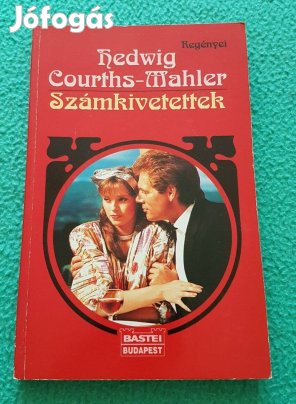 Jófogás
Regényei
Hedwig
Courths-Mahler
Számkivetettek
BASTEI
BUDAPEST